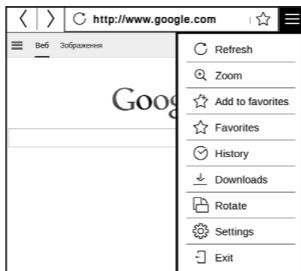 http://www.google.com
Веб Зображення
Goog
Refresh
Zoom
Add to favorites
Favorites
History
Downloads
Rotate
Settings
Exit